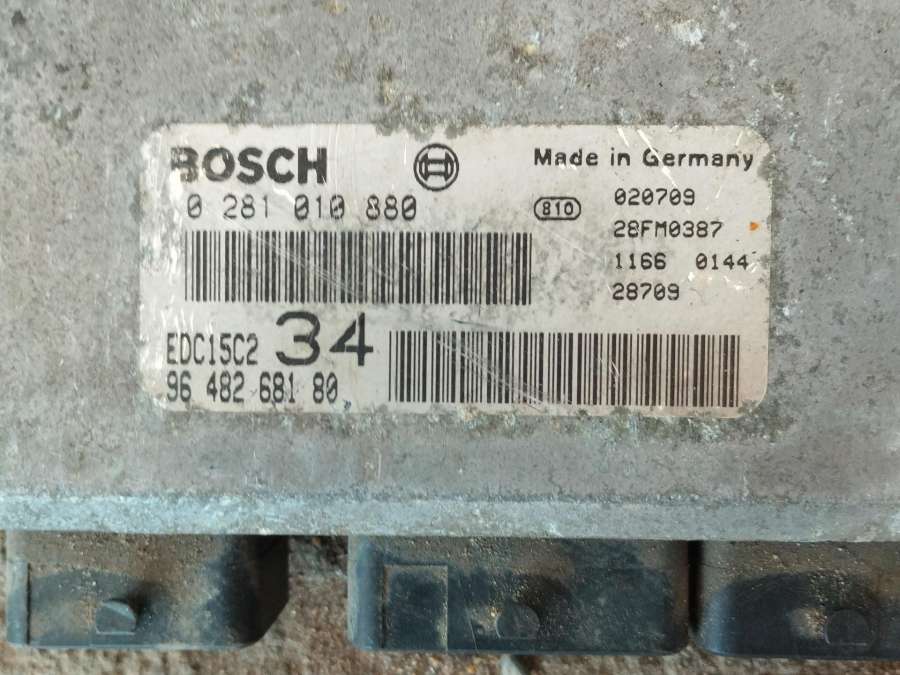 BOSCH
Made in Germany
0 281 010 880
810
020709
28FM0387
1166 0144
28709
EDC15C2 34
96 482 681 80